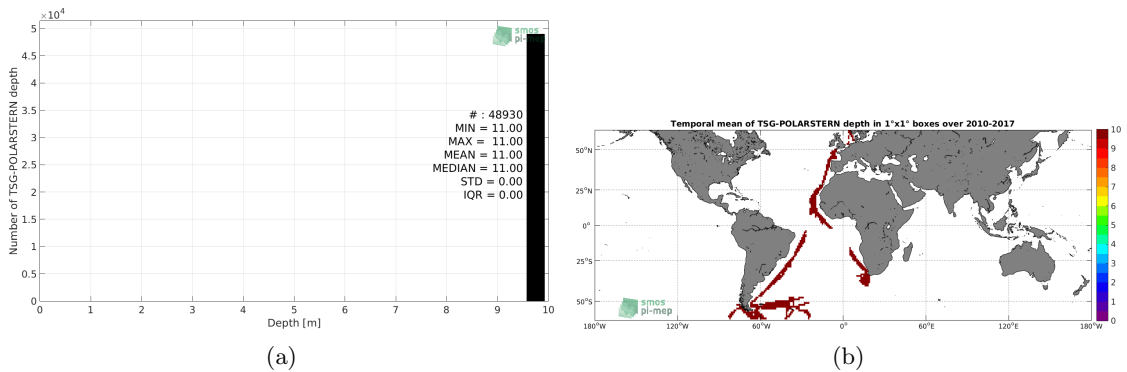 ×10⁴
5
4.5
4
3.5
3
2.5
2
1.5
1
0.5
0
Number of TSG-POLARSTERN depth
smos
pi-mep
# : 48930
MIN = 11.00
MAX = 11.00
MEAN = 11.00
MEDIAN = 11.00
STD = 0.00
IQR = 0.00
0 1 2 3 4 5 6 7 8 9 10
Depth [m]
(a)
Temporal mean of TSG-POLARSTERN depth in 1°x1° boxes over 2010-2017
50°N
25°N
0°
25°S
50°S
smos
pi-mep
180°W 120°W 60°W 0° 60°E 120°E 180°W
10
9
8
7
6
5
4
3
2
1
0
(b)